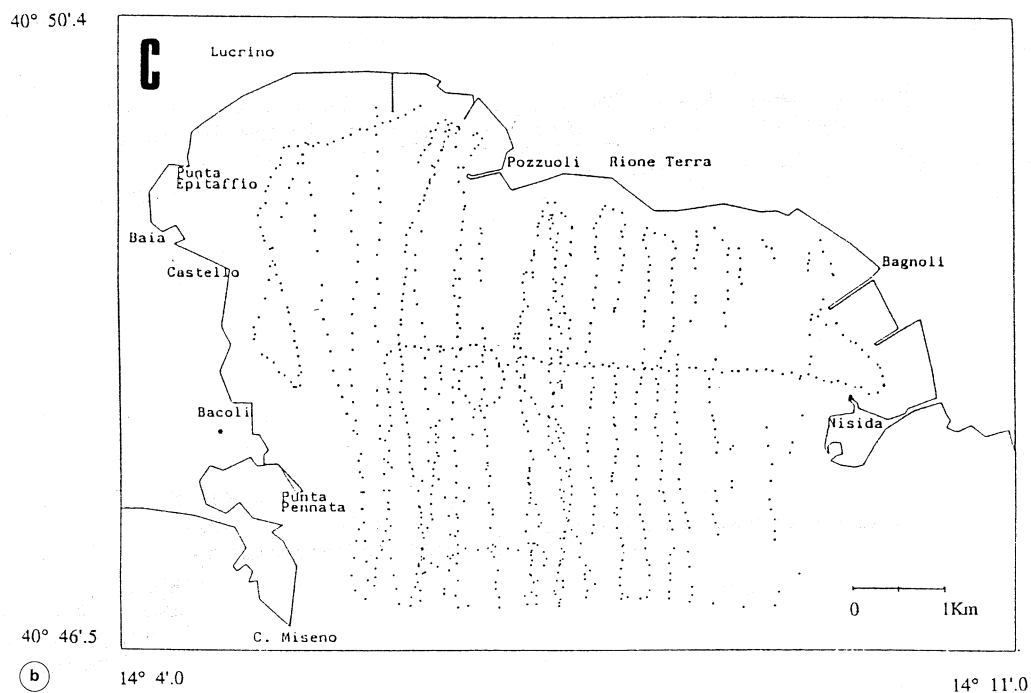 40° 50'.4
C
Lucrino
Pozzuoli
Rione Terra
Punta
Epitaffio
Baia
Castello
Bagnoli
Bacoli
Nisida
Punta
Pennata
0
1Km
40° 46'.5
C. Miseno
b
14° 4'.0
14° 11'.0